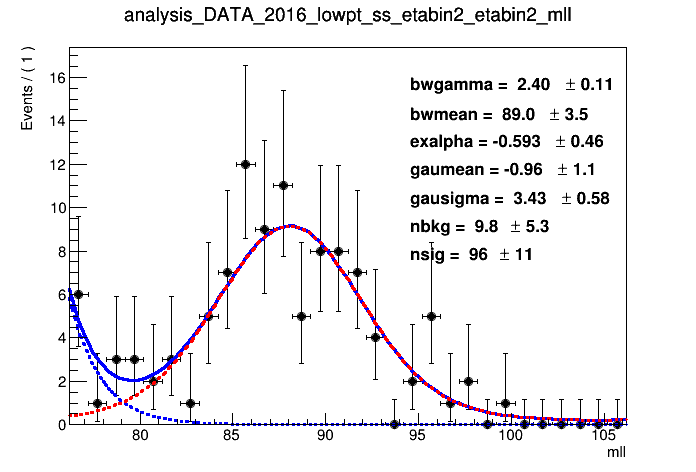 analysis_DATA_2016_lowpt_ss_etabin2_etabin2_mll
Events / ( 1 )
16
14
12
10
8
6
4
2
0
bwgamma = 2.40 ± 0.11
bwmean = 89.0 ± 3.5
exalpha = -0.593 ± 0.46
gaumean = -0.96 ± 1.1
gausigma = 3.43 ± 0.58
nbkg = 9.8 ± 5.3
nsig = 96 ± 11
80 85 90 95 100 105
mll